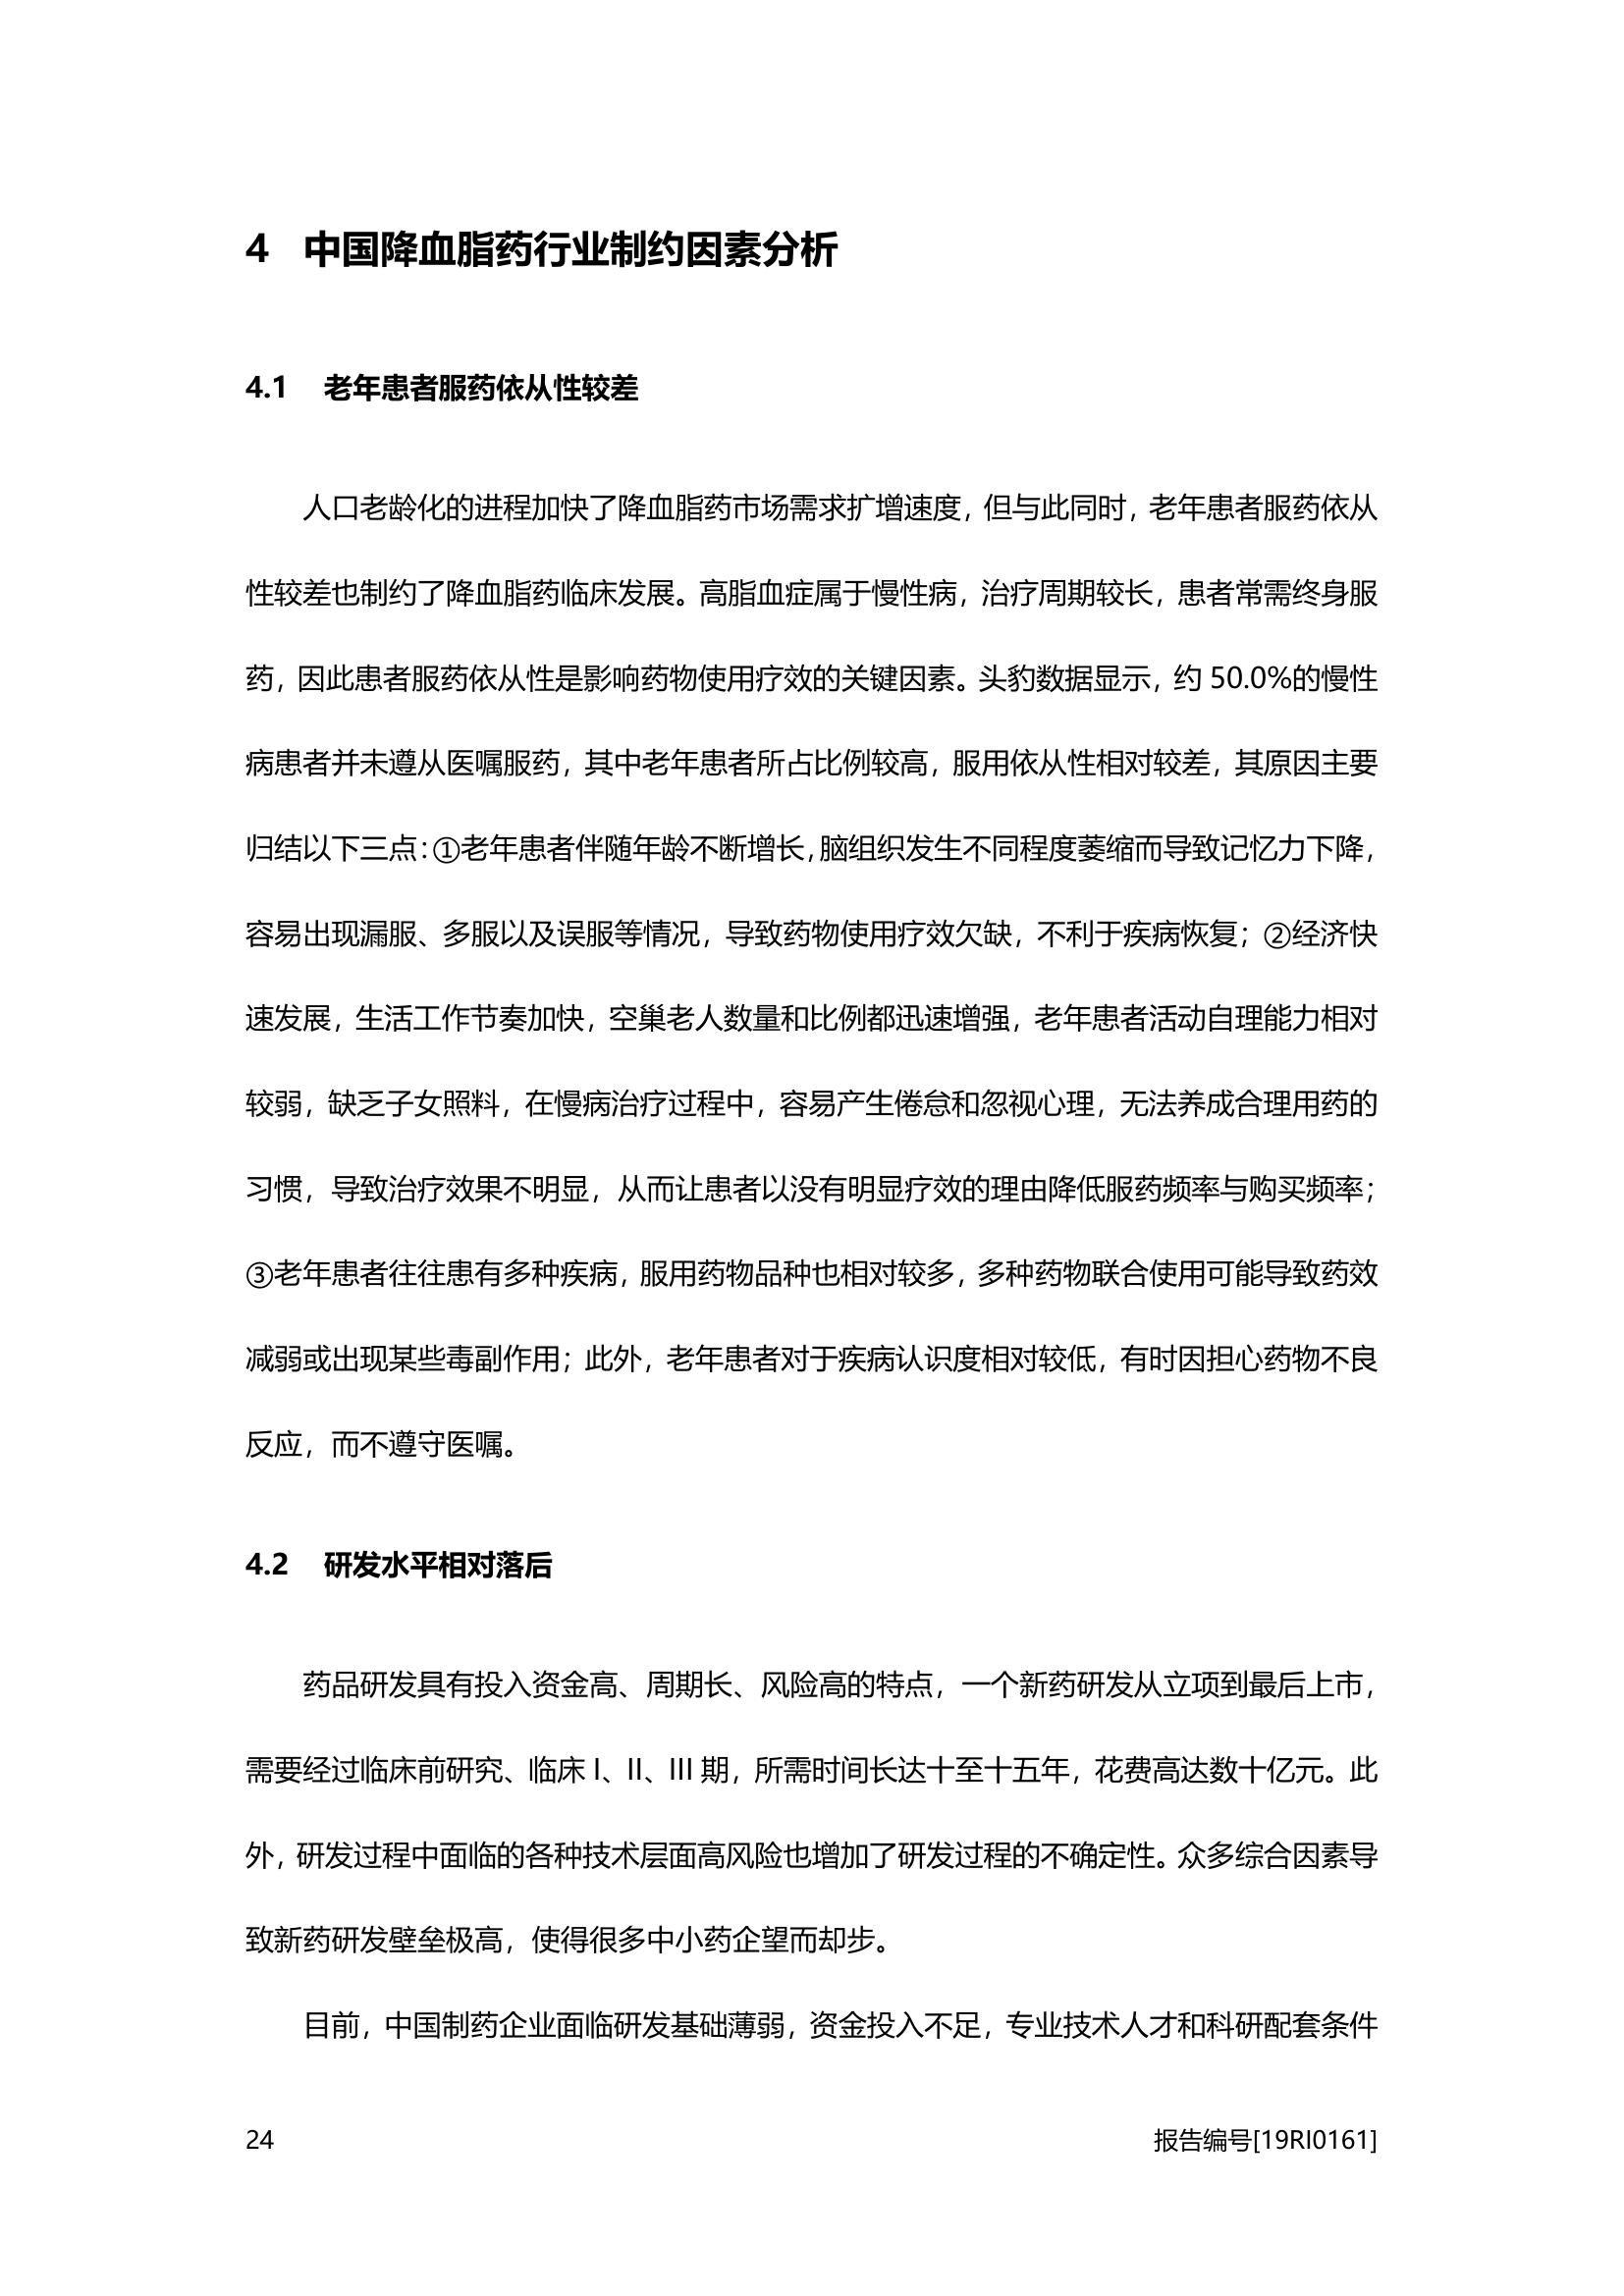 4 中国降血脂药行业制约因素分析
4.1 老年患者服药依从性较差
人口老龄化的进程加快了降血脂药市场需求扩增速度，但与此同时，老年患者服药依从
性较差也制约了降血脂药临床发展。高脂血症属于慢性病，治疗周期较长，患者常需终身服
药，因此患者服药依从性是影响药物使用疗效的关键因素。头豹数据显示，约 50.0%的慢性
病患者并未遵从医嘱服药，其中老年患者所占比例较高，服用依从性相对较差，其原因主要
归结以下三点：①老年患者伴随年龄不断增长，脑组织发生不同程度萎缩而导致记忆力下降，
容易出现漏服、多服以及误服等情况，导致药物使用疗效欠缺，不利于疾病恢复；②经济快
速发展，生活工作节奏加快，空巢老人数量和比例都迅速增强，老年患者活动自理能力相对
较弱，缺乏子女照料，在慢病治疗过程中，容易产生倦怠和忽视心理，无法养成合理用药的
习惯，导致治疗效果不明显，从而让患者以没有明显疗效的理由降低服药频率与购买频率；
③老年患者往往患有多种疾病，服用药物品种也相对较多，多种药物联合使用可能导致药效
减弱或出现某些毒副作用；此外，老年患者对于疾病认识度相对较低，有时因担心药物不良
反应，而不遵守医嘱。
4.2 研发水平相对落后
药品研发具有投入资金高、周期长、风险高的特点，一个新药研发从立项到最后上市，
需要经过临床前研究、临床 I、II、III 期，所需时间长达十至十五年，花费高达数十亿元。此
外，研发过程中面临的各种技术层面高风险也增加了研发过程的不确定性。众多综合因素导
致新药研发壁垒极高，使得很多中小药企望而却步。
目前，中国制药企业面临研发基础薄弱，资金投入不足，专业技术人才和科研配套条件
24 报告编号[19RI0161]